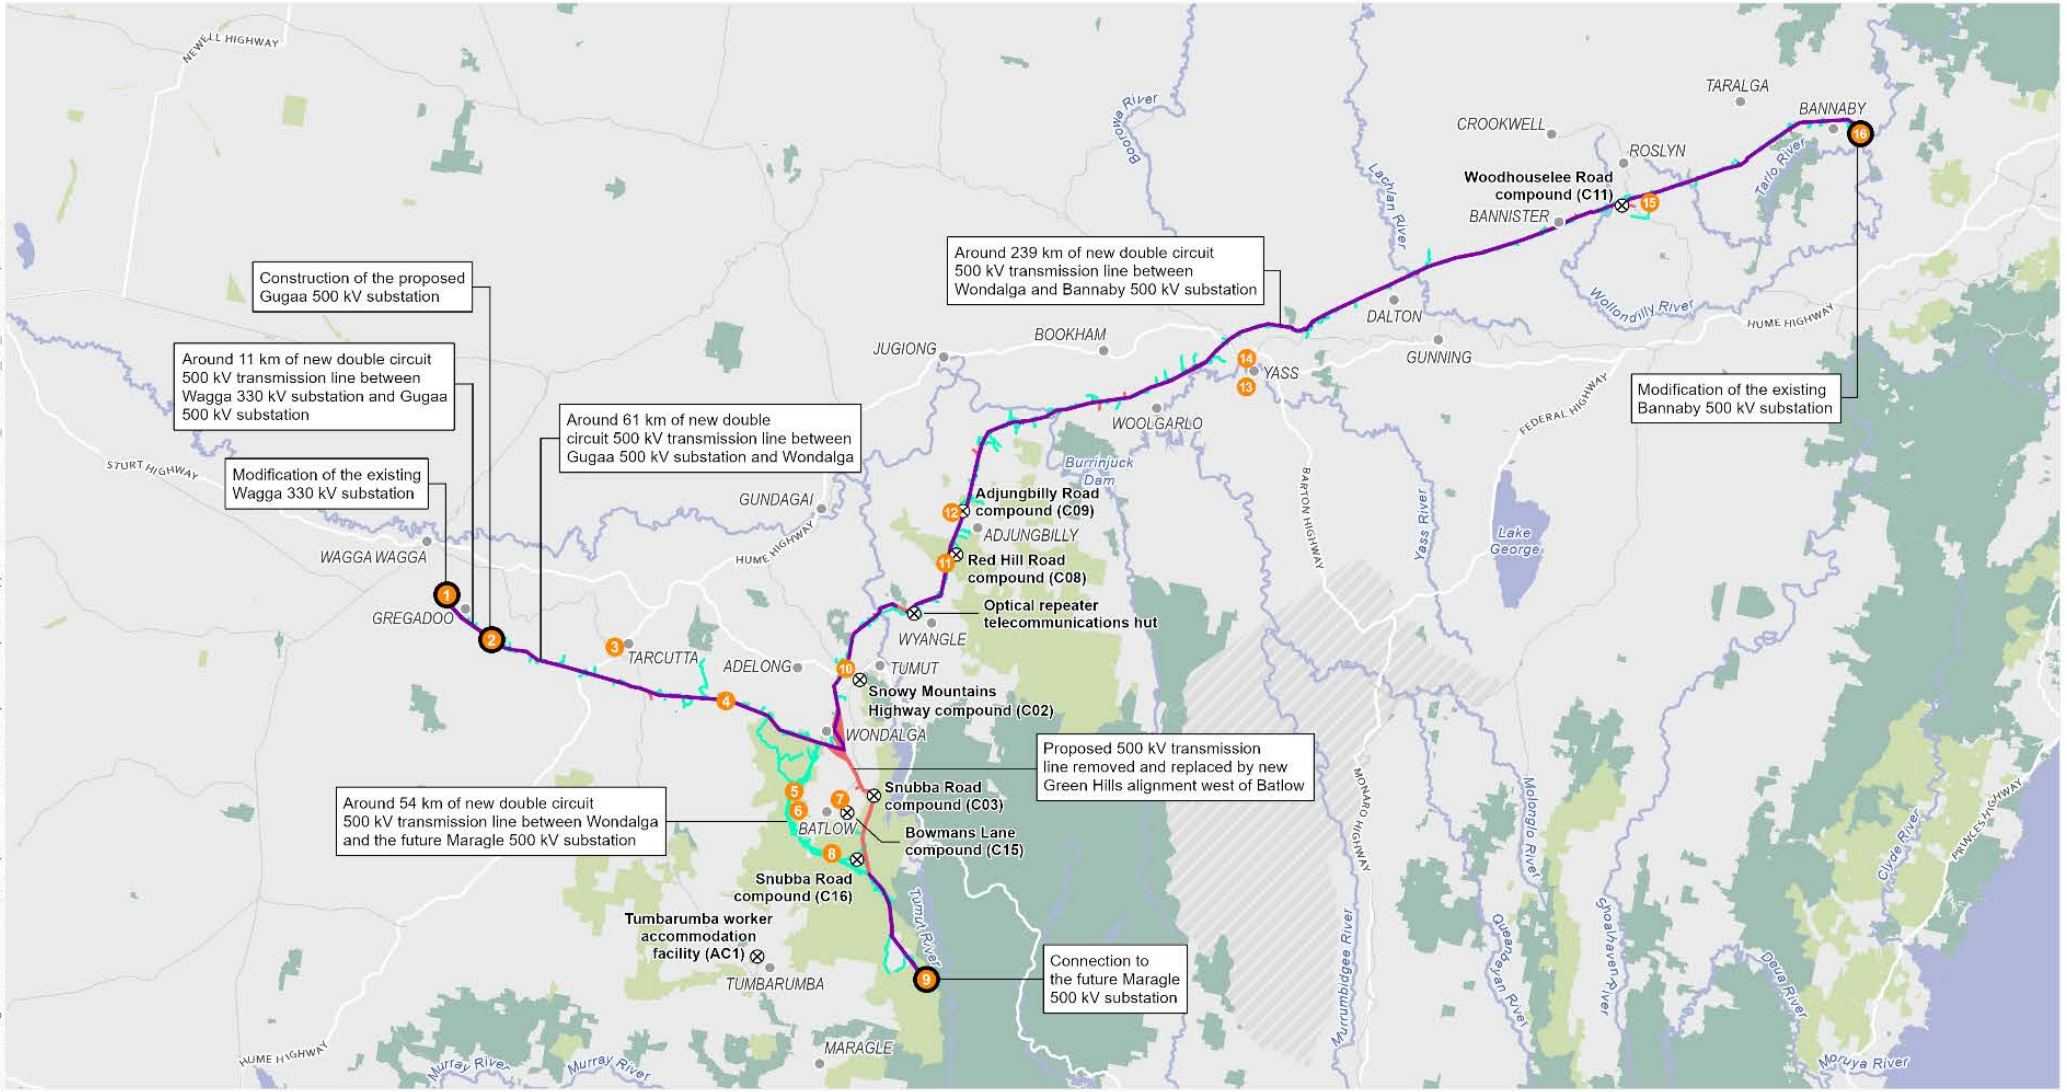 NEWELL HIGHWAY
Boorowa River
TARALGA
BANNABY
16
CROOKWELL
ROSLYN
Tarlo River
Lachlan River
Woodhouselee Road
compound (C11)
15
BANNISTER
Around 239 km of new double circuit
500 kV transmission line between
Wondalga and Bannaby 500 kV substation
Construction of the proposed
Gugaa 500 kV substation
Wollondilly River
HUME HIGHWAY
DALTON
BOOKHAM
JUGIONG
GUNNING
14
YASS
13
Around 11 km of new double circuit
500 kV transmission line between
Wagga 330 kV substation and Gugaa
500 kV substation
Modification of the existing
Bannaby 500 kV substation
FEDERAL HIGHWAY
Around 61 km of new double
circuit 500 kV transmission line between
Gugaa 500 kV substation and Wondalga
WOOLGARLO
STURT HIGHWAY
Modification of the existing
Wagga 330 kV substation
Burrinjuck
Dam
BARTON HIGHWAY
Yass River
GUNDAGAI
Adjungbilly Road
compound (C09)
12
ADJUNGBILLY
Lake
George
WAGGA WAGGA
HUME HIGHWAY
11
Red Hill Road
compound (C08)
1
GREGADOO
2
Optical repeater
telecommunications hut
WYANGLE
3
TARCUTTA
ADELONG
10
TUMUT
Snowy Mountains
Highway compound (C02)
4
WONDALGA
Proposed 500 kV transmission
line removed and replaced by new
Green Hills alignment west of Batlow
5
6
7
Snubba Road
compound (C03)
BATLOW
Bowmans Lane
compound (C15)
Around 54 km of new double circuit
500 kV transmission line between Wondalga
and the future Maragle 500 kV substation
8
Snubba Road
compound (C16)
MONARO HIGHWAY
Molonglo River
PRINCES HIGHWAY
Clyde River
Tumut River
Tumbarumba worker
accommodation
facility (AC1)
TUMBARUMBA
9
Connection to
the future Maragle
500 kV substation
Murrumbidgee River
Queanbeyan River
Shoalhaven River
Deua River
MARAGLE
HUME HIGHWAY
Murray River
Murray River
Moruya River